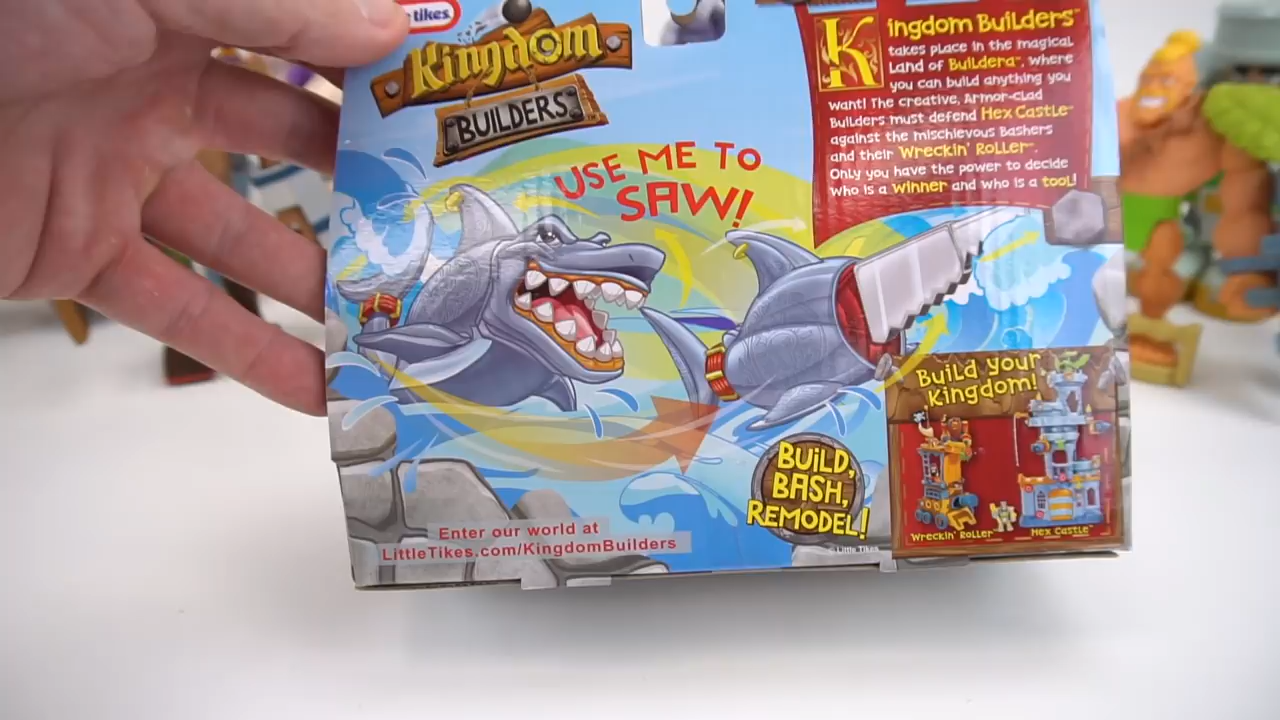 tikes
Kingdom
BUILDERS™
USE ME TO
SAW!
Kingdom Builders™
takes place in the magical
Land of Buildera™, where
you can build anything you
want! The creative, Armor-clad
Builders must defend Hex Castle™
against the mischievous Bashers
and their Wreckin' Roller™.
Only you have the power to decide
who is a winner and who is a tool!
Build your
Kingdom!
Wreckin' Roller™
Hex Castle™
BUILD,
BASH,
REMODEL!
© Little Tikes
Enter our world at
LittleTikes.com/KingdomBuilders